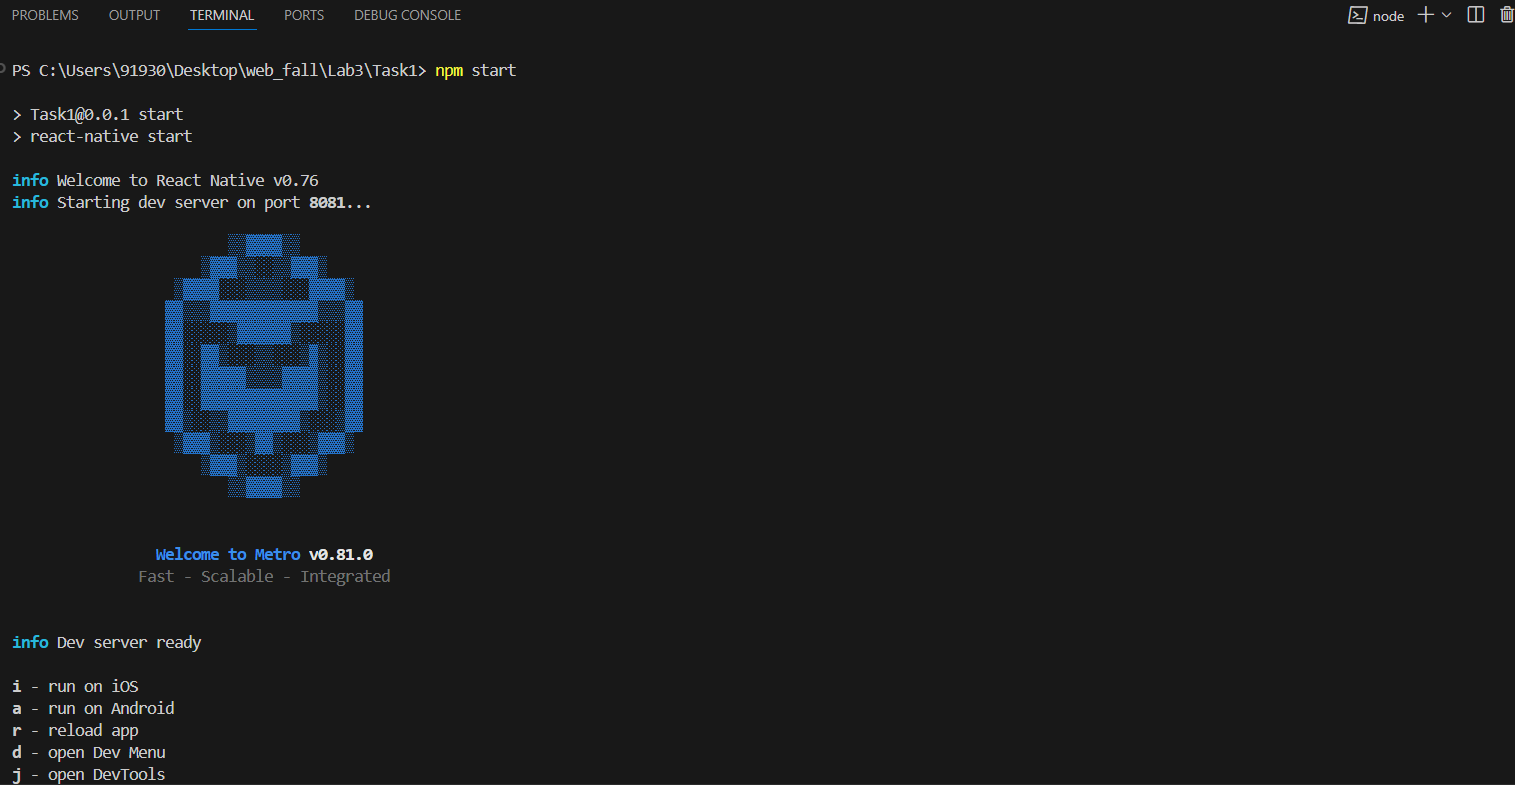 PROBLEMS OUTPUT TERMINAL PORTS DEBUG CONSOLE node
PS C:\Users\91930\Desktop\web_fall\Lab3\Task1> npm start
> Task1@0.0.1 start
> react-native start
info Welcome to React Native v0.76
info Starting dev server on port 8081...
Welcome to Metro v0.81.0
Fast - Scalable - Integrated
info Dev server ready
i - run on iOS
a - run on Android
r - reload app
d - open Dev Menu
j - open DevTools